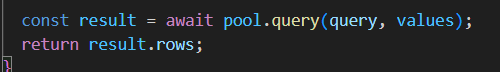 const result = await pool.query(query, values);
return result.rows;
}